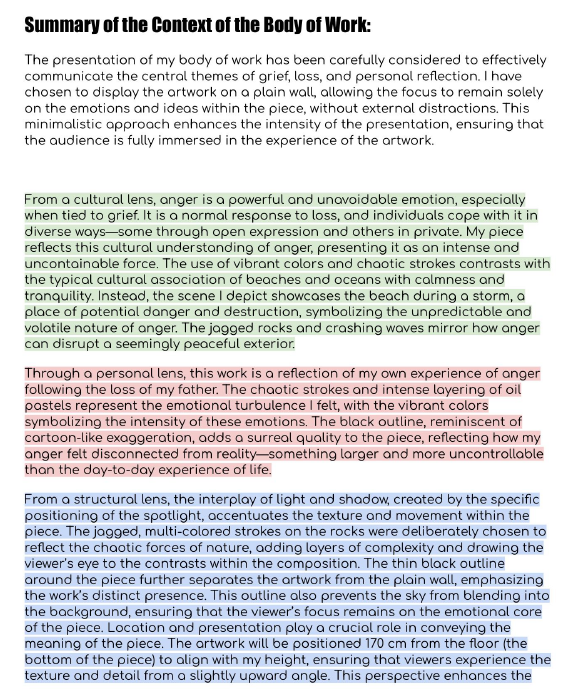 Summary of the Context of the Body of Work:
The presentation of my body of work has been carefully considered to effectively
communicate the central themes of grief, loss, and personal reflection. I have
chosen to display the artwork on a plain wall, allowing the focus to remain solely
on the emotions and ideas within the piece, without external distractions. This
minimalistic approach enhances the intensity of the presentation, ensuring that
the audience is fully immersed in the experience of the artwork.
From a cultural lens, anger is a powerful and unavoidable emotion, especially
when tied to grief. It is a normal response to loss, and individuals cope with it in
diverse ways—some through open expression and others in private. My piece
reflects this cultural understanding of anger, presenting it as an intense and
uncontainable force. The use of vibrant colors and chaotic strokes contrasts with
the typical cultural association of beaches and oceans with calmness and
tranquility. Instead, the scene I depict showcases the beach during a storm, a
place of potential danger and destruction, symbolizing the unpredictable and
volatile nature of anger. The jagged rocks and crashing waves mirror how anger
can disrupt a seemingly peaceful exterior.
Through a personal lens, this work is a reflection of my own experience of anger
following the loss of my father. The chaotic strokes and intense layering of oil
pastels represent the emotional turbulence I felt, with the vibrant colors
symbolizing the intensity of these emotions. The black outline, reminiscent of
cartoon-like exaggeration, adds a surreal quality to the piece, reflecting how my
anger felt disconnected from reality—something larger and more uncontrollable
than the day-to-day experience of life.
From a structural lens, the interplay of light and shadow, created by the specific
positioning of the spotlight, accentuates the texture and movement within the
piece. The jagged, multi-colored strokes on the rocks were deliberately chosen to
reflect the chaotic forces of nature, adding layers of complexity and drawing the
viewer's eye to the contrasts within the composition. The thin black outline
around the piece further separates the artwork from the plain wall, emphasizing
the work's distinct presence. This outline also prevents the sky from blending into
the background, ensuring that the viewer's focus remains on the emotional core
of the piece. Location and presentation play a crucial role in conveying the
meaning of the piece. The artwork will be positioned 170 cm from the floor (the
bottom of the piece) to align with my height, ensuring that viewers experience the
texture and detail from a slightly upward angle. This perspective enhances the